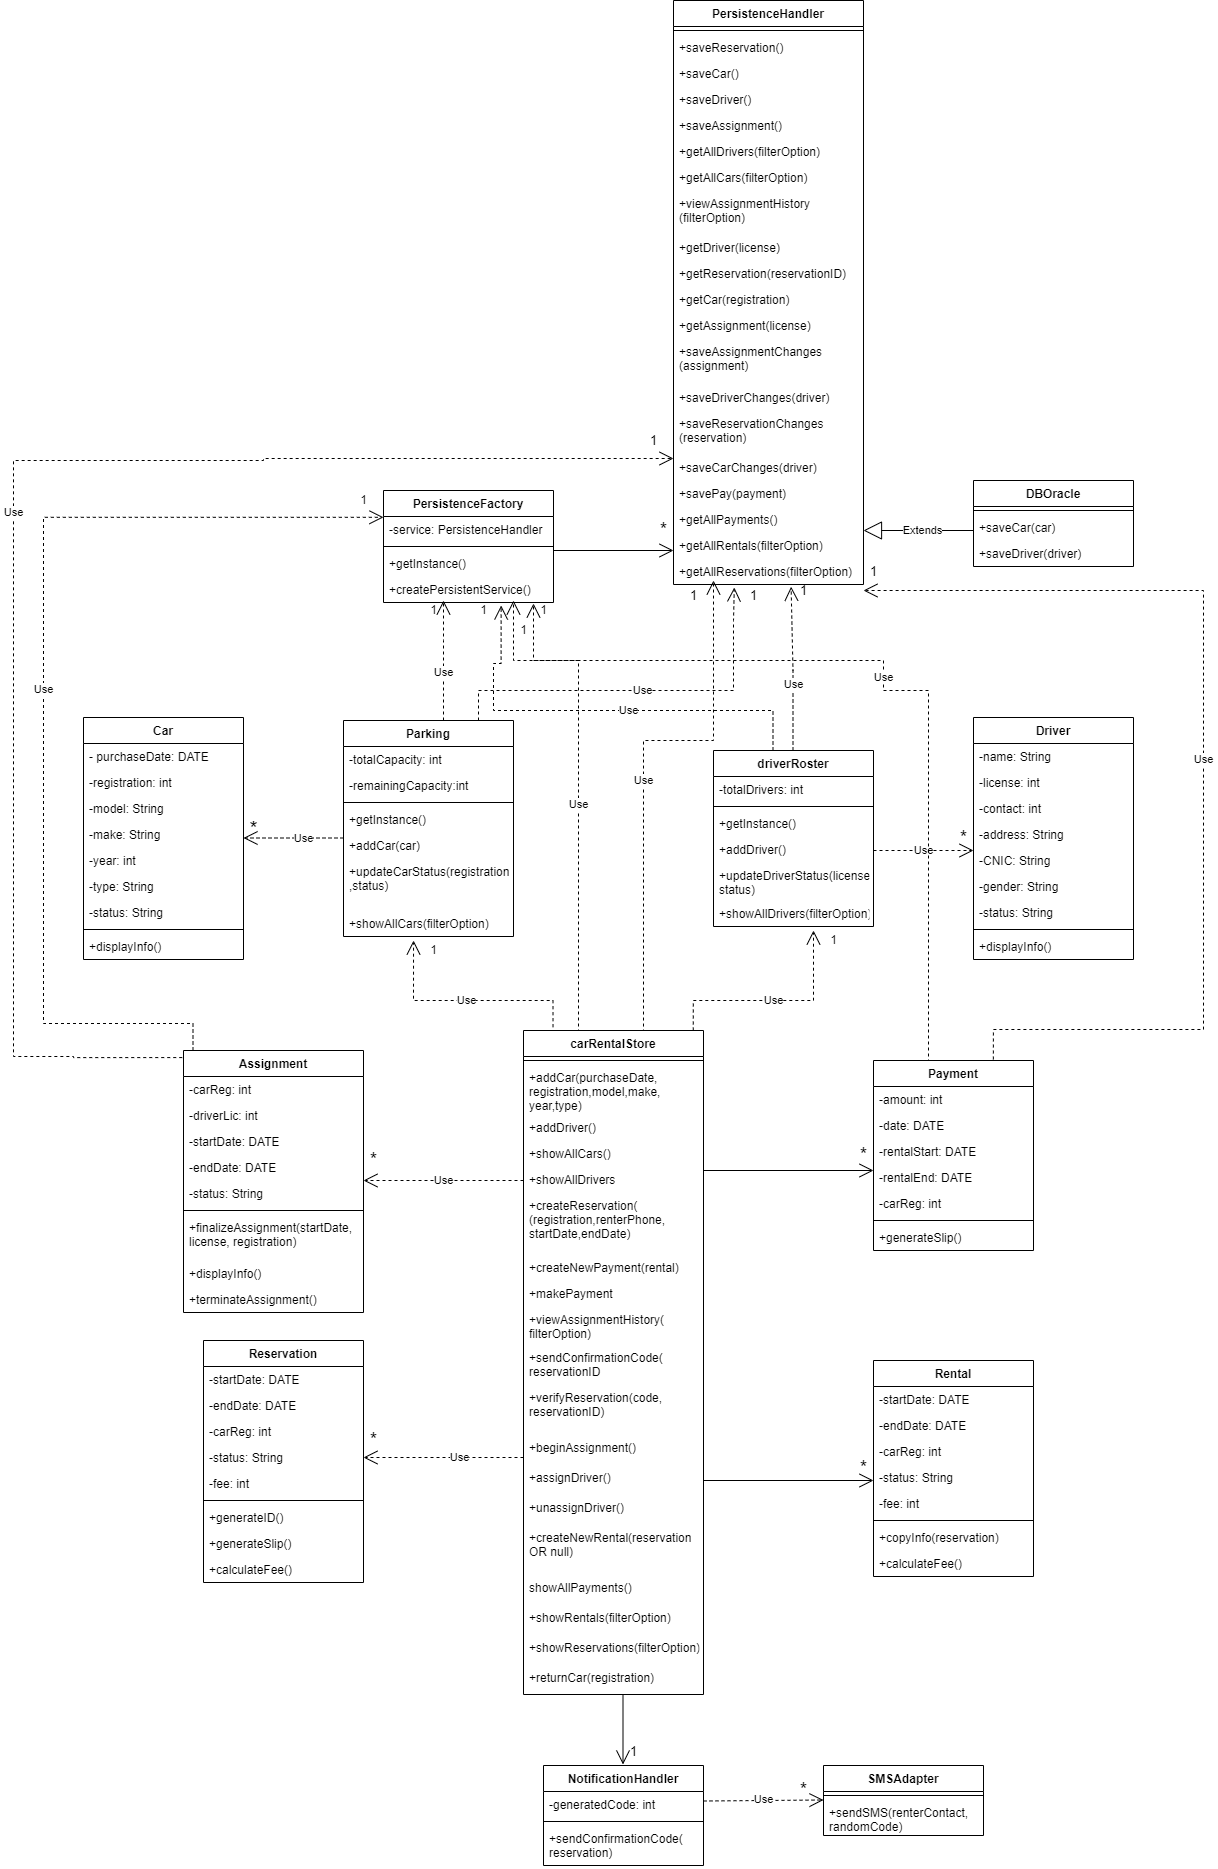 PersistenceHandler
+saveReservation()
+saveCar()
+saveDriver()
+saveAssignment()
+getAllDrivers(filterOption)
+getAllCars(filterOption)
+viewAssignmentHistory
(filterOption)
+getDriver(license)
+getReservation(reservationID)
+getCar(registration)
+getAssignment(license)
+saveAssignmentChanges
(assignment)
+saveDriverChanges(driver)
+saveReservationChanges
(reservation)
+saveCarChanges(driver)
+savePay(payment)
+getAllPayments()
+getAllRentals(filterOption)
+getAllReservations(filterOption)
1
Use
1
PersistenceFactory
-service: PersistenceHandler
+getInstance()
+createPersistentService()
*
Extends
DBOracle
+saveCar(car)
+saveDriver(driver)
1
1
1
1
1
1
1
1
Use
Use
Use
Use
Use
Use
Use
Use
Use
Car
- purchaseDate: DATE
-registration: int
-model: String
-make: String
-year: int
-type: String
-status: String
+displayInfo()
*
Use
Parking
-totalCapacity: int
-remainingCapacity:int
+getInstance()
+addCar(car)
+updateCarStatus(registration
,status)
+showAllCars(filterOption)
driverRoster
-totalDrivers: int
+getInstance()
+addDriver()
+updateDriverStatus(license
status)
+showAllDrivers(filterOption)
Use
*
Driver
-name: String
-license: int
-contact: int
-address: String
-CNIC: String
-gender: String
-status: String
+displayInfo()
1
Use
1
Use
Assignment
-carReg: int
-driverLic: int
-startDate: DATE
-endDate: DATE
-status: String
+finalizeAssignment(startDate,
license, registration)
+displayInfo()
+terminateAssignment()
*
Use
carRentalStore
+addCar(purchaseDate,
registration,model,make,
year,type)
+addDriver()
+showAllCars()
+showAllDrivers
+createReservation(
(registration,renterPhone,
startDate,endDate)
+createNewPayment(rental)
+makePayment
+viewAssignmentHistory(
filterOption)
+sendConfirmationCode(
reservationID
+verifyReservation(code,
reservationID)
+beginAssignment()
+assignDriver()
+unassignDriver()
+createNewRental(reservation
OR null)
showAllPayments()
+showRentals(filterOption)
+showReservations(filterOption)
+returnCar(registration)
*
Payment
-amount: int
-date: DATE
-rentalStart: DATE
-rentalEnd: DATE
-carReg: int
+generateSlip()
Reservation
-startDate: DATE
-endDate: DATE
-carReg: int
-status: String
-fee: int
+generateID()
+generateSlip()
+calculateFee()
*
Use
*
Rental
-startDate: DATE
-endDate: DATE
-carReg: int
-status: String
-fee: int
+copyInfo(reservation)
+calculateFee()
1
NotificationHandler
-generatedCode: int
+sendConfirmationCode(
reservation)
Use
*
SMSAdapter
+sendSMS(renterContact,
randomCode)